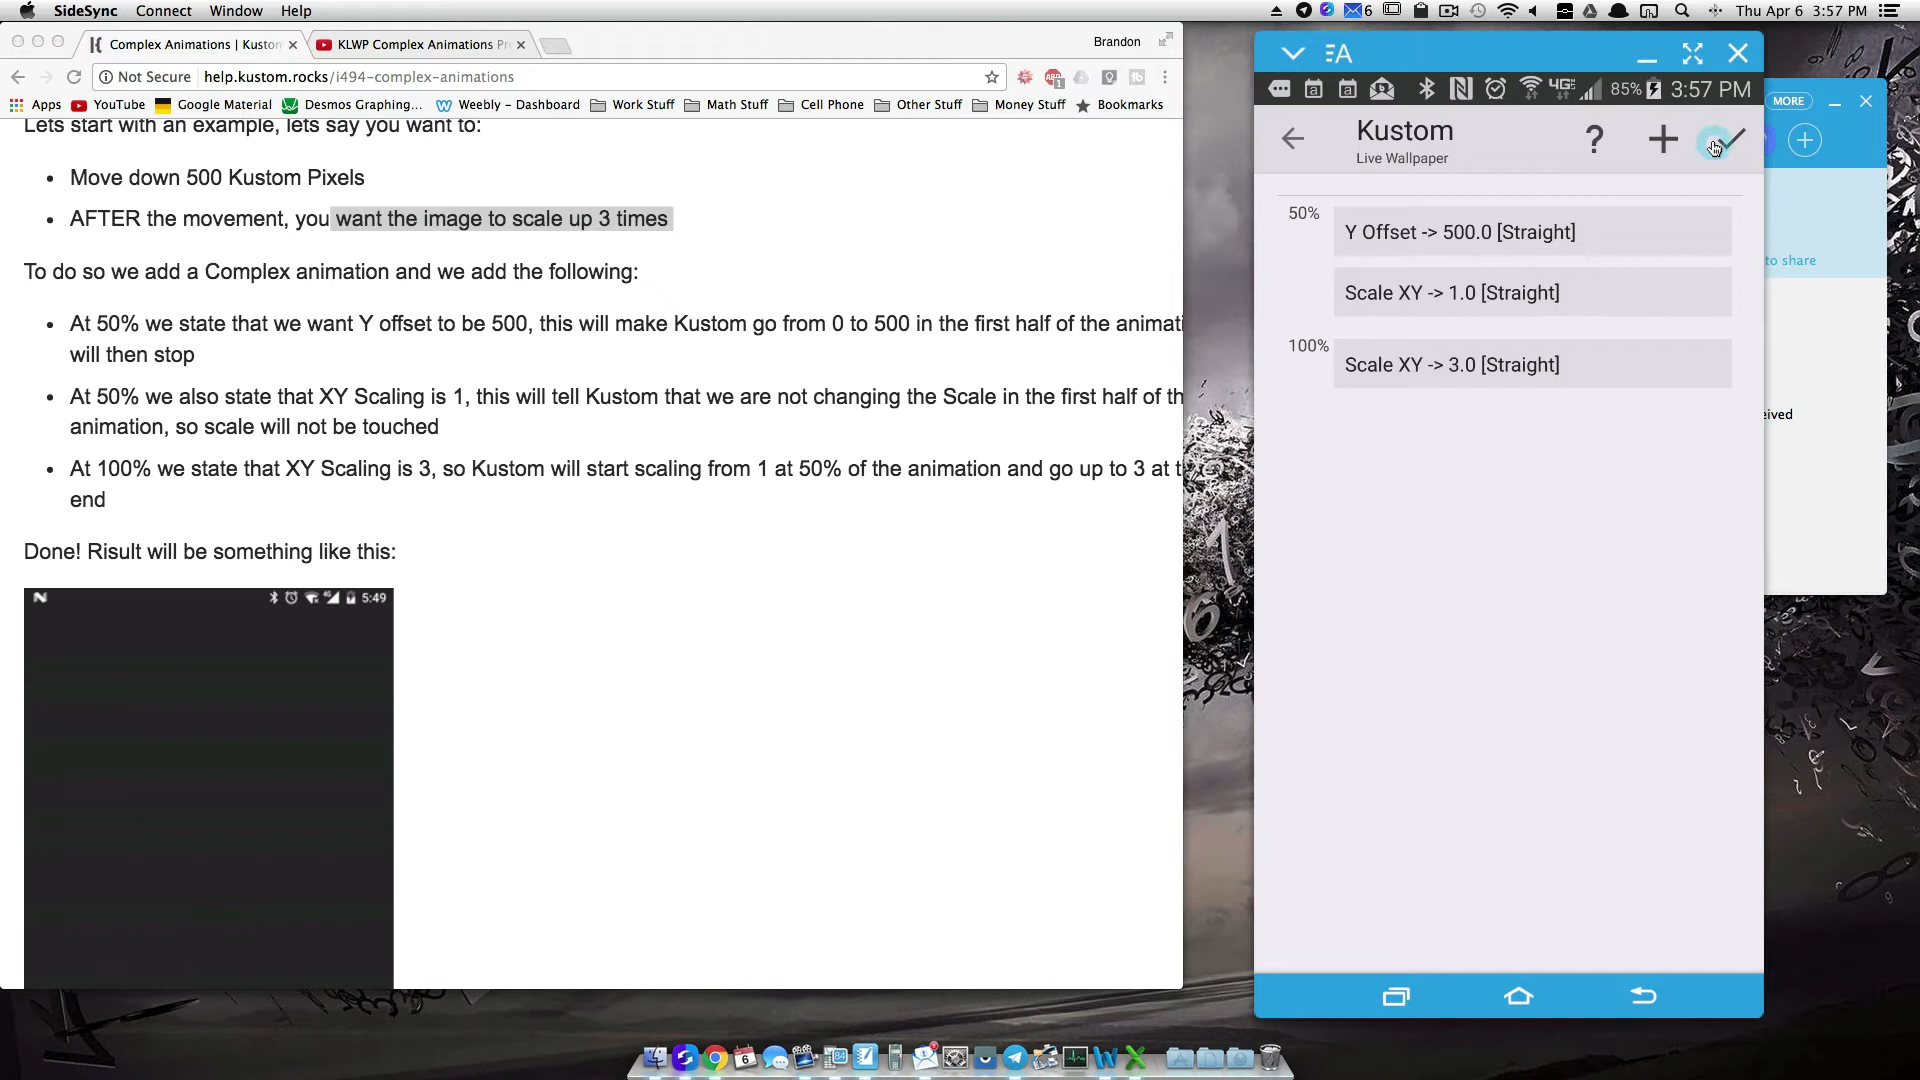 SideSync Connect Window Help
6 Thu Apr 6 3:57 PM
Complex Animations | Kustom
KLWP Complex Animations Pr
Brandon
Not Secure help.kustom.rocks/i494-complex-animations
Apps YouTube Google Material Desmos Graphing... Weebly - Dashboard Work Stuff Math Stuff Cell Phone Other Stuff Money Stuff Bookmarks
Lets start with an example, lets say you want to:
• Move down 500 Kustom Pixels
• AFTER the movement, you want the image to scale up 3 times
To do so we add a Complex animation and we add the following:
• At 50% we state that we want Y offset to be 500, this will make Kustom go from 0 to 500 in the first half of the animati
will then stop
• At 50% we also state that XY Scaling is 1, this will tell Kustom that we are not changing the Scale in the first half of th
animation, so scale will not be touched
• At 100% we state that XY Scaling is 3, so Kustom will start scaling from 1 at 50% of the animation and go up to 3 at t
end
Done! Risult will be something like this:
5:49
85% 3:57 PM
Kustom
Live Wallpaper
?
50%
Y Offset -> 500.0 [Straight]
Scale XY -> 1.0 [Straight]
100%
Scale XY -> 3.0 [Straight]
MORE
to share
eived